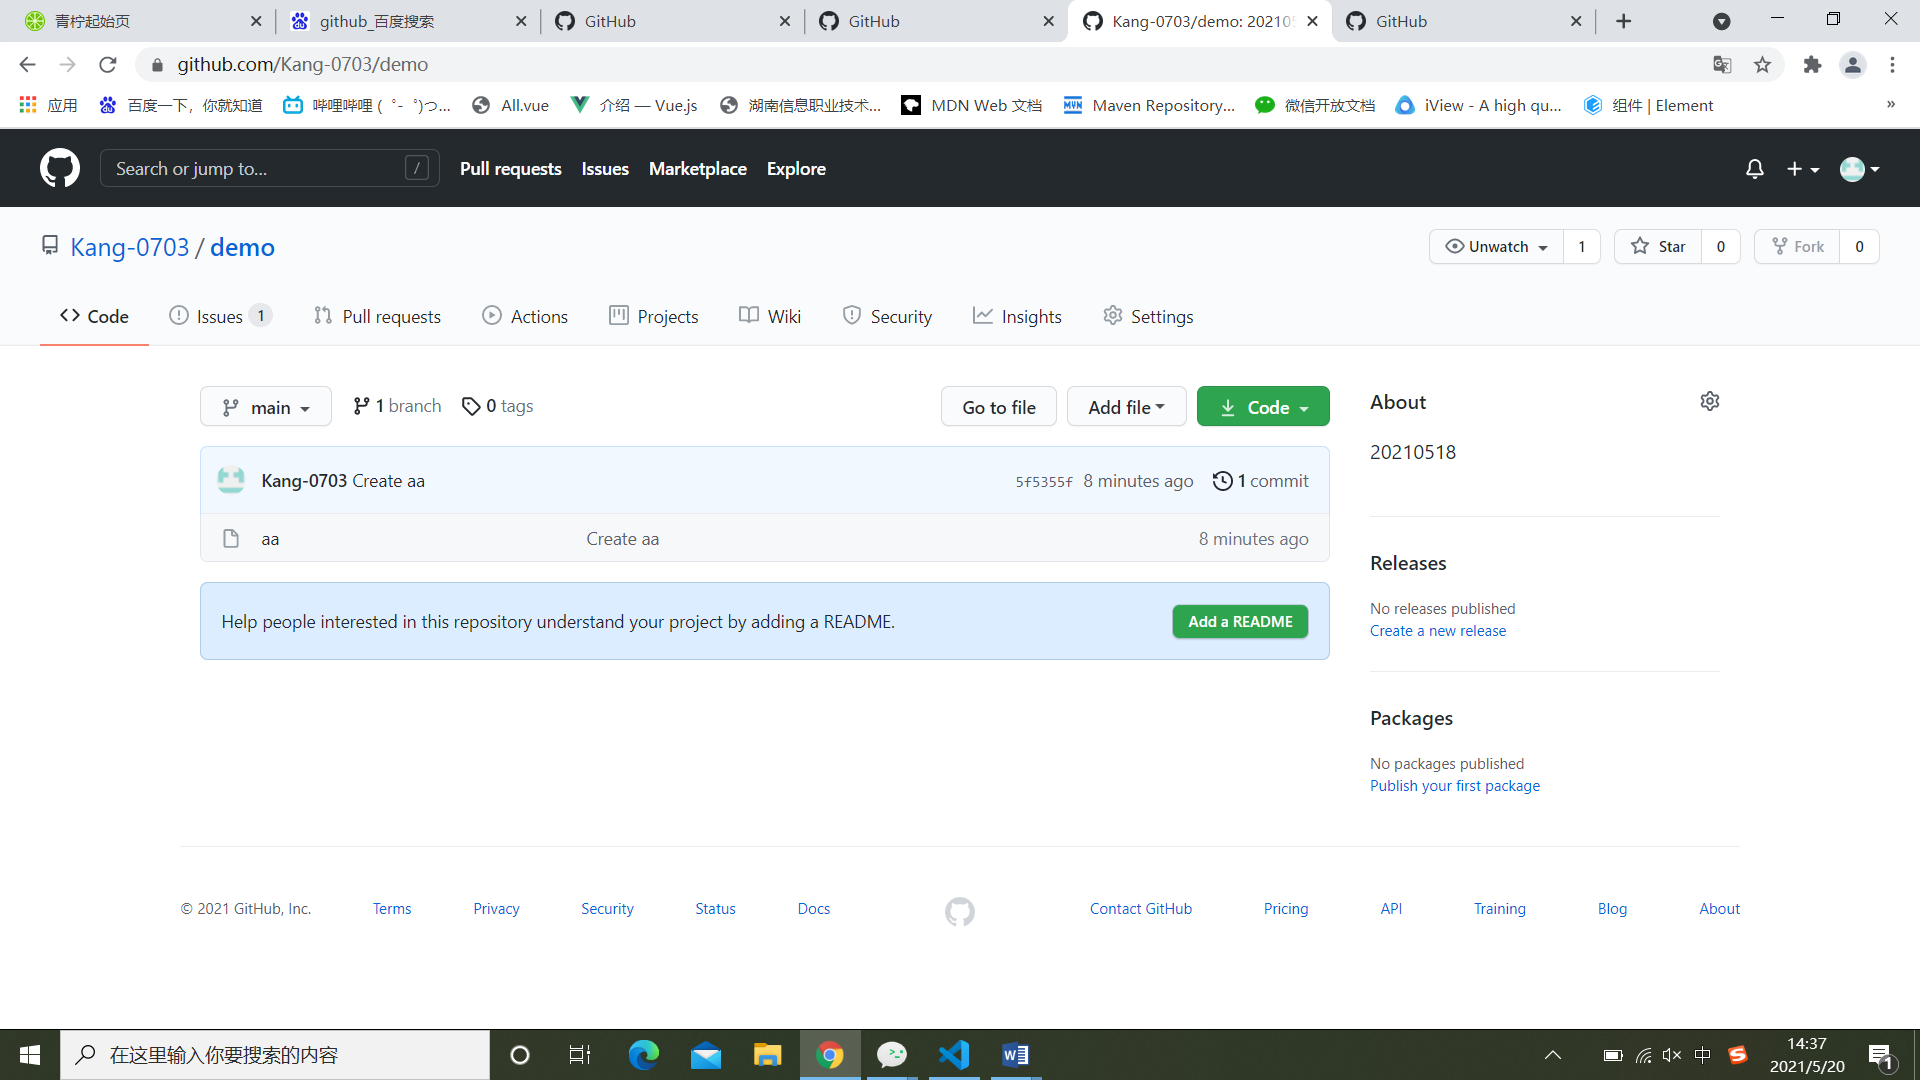 青柠起始页
github_百度搜索
GitHub
GitHub
Kang-0703/demo: 202105
GitHub
github.com/Kang-0703/demo
应用
百度一下，你就知道
哔哩哔哩 ( ゜- ゜)つ...
All.vue
介绍 — Vue.js
湖南信息职业技术...
MDN Web 文档
Maven Repository...
微信开放文档
iView - A high qu...
组件 | Element
»
Search or jump to...
/
Pull requests
Issues
Marketplace
Explore
Kang-0703 / demo
Unwatch 1
Star 0
Fork 0
Code
Issues 1
Pull requests
Actions
Projects
Wiki
Security
Insights
Settings
main
1 branch
0 tags
Go to file
Add file
Code
About
20210518
Kang-0703 Create aa
5f5355f 8 minutes ago
1 commit
aa
Create aa
8 minutes ago
Help people interested in this repository understand your project by adding a README.
Add a README
Releases
No releases published
Create a new release
Packages
No packages published
Publish your first package
© 2021 GitHub, Inc.
Terms
Privacy
Security
Status
Docs
Contact GitHub
Pricing
API
Training
Blog
About
在这里输入你要搜索的内容
中
14:37
2021/5/20
1